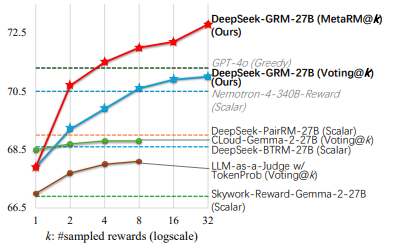 72.5
70.5
68.5
66.5
1
2
4
8
16
32
k: #sampled rewards (logscale)
DeepSeek-GRM-27B (MetaRM@k)
(Ours)
GPT-4o (Greedy)
DeepSeek-GRM-27B (Voting@k)
(Ours)
Nemotron-4-340B-Reward
(Scalar)
DeepSeek-PairRM-27B (Scalar)
CLoud-Gemma-2-27B (Voting@k)
DeepSeek-BTRM-27B (Scalar)
LLM-as-a-Judge w/
TokenProb (Voting@k)
Skywork-Reward-Gemma-2-27B
(Scalar)